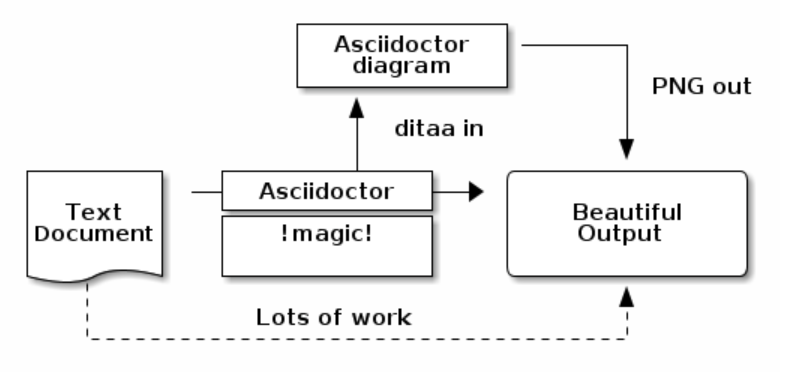 Asciidoctor
diagram
PNG out
ditaa in
Asciidoctor
!magic!
Text
Document
Beautiful
Output
Lots of work